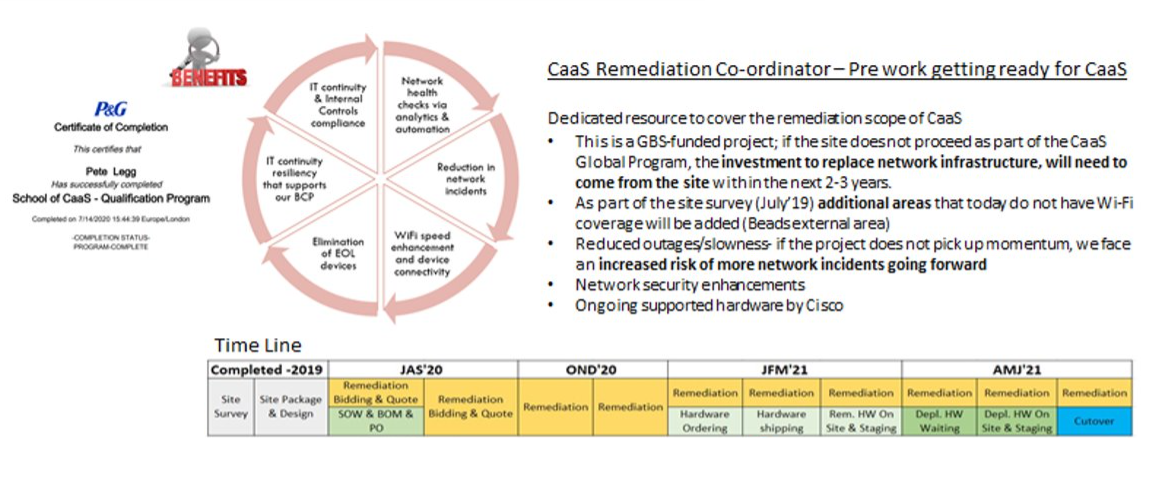 BENEFITS
P&G
Certificate of Completion
This certifies that
Pete Legg
Has successfully completed
School of CaaS - Qualification Program
Completed on 7/14/2020 15:44:39 Europe/London
-COMPLETION STATUS-
PROGRAM-COMPLETE
IT continuity
& Internal
Controls
compliance
Network
health
checks via
analytics &
automation
Reduction in
network
incidents
WiFi speed
enhancement
and device
connectivity
Elimination
of EOL
devices
IT continuity
resiliency
that supports
our BCP
CaaS Remediation Co-ordinator – Pre work getting ready for CaaS
Dedicated resource to cover the remediation scope of CaaS
• This is a GBS-funded project; if the site does not proceed as part of the CaaS
Global Program, the investment to replace network infrastructure, will need to
come from the site within the next 2-3 years.
• As part of the site survey (July'19) additional areas that today do not have Wi-Fi
coverage will be added (Beads external area)
• Reduced outages/slowness- if the project does not pick up momentum, we face
an increased risk of more network incidents going forward
• Network security enhancements
• Ongoing supported hardware by Cisco
Time Line
Completed -2019 JAS'20 OND'20 JFM'21 AMJ'21
Site
Survey
Site Package
& Design
Remediation
Bidding & Quote
SOW & BOM &
PO
Remediation
Bidding & Quote
Remediation
Remediation
Remediation
Hardware
Ordering
Remediation
Hardware
shipping
Remediation
Rem. HW On
Site & Staging
Remediation
Depl. HW
Waiting
Remediation
Depl. HW On
Site & Staging
Remediation
Cutover